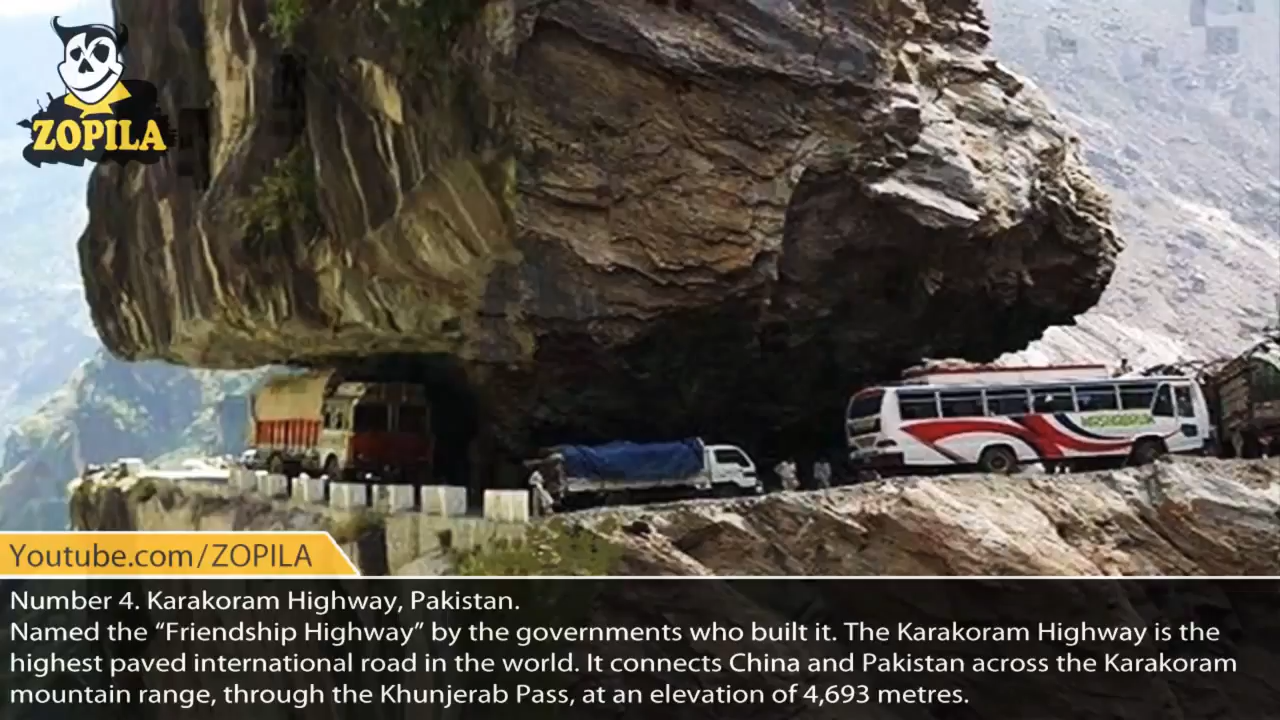 ZOPILA
Youtube.com/ZOPILA
Number 4. Karakoram Highway, Pakistan.
Named the “Friendship Highway” by the governments who built it. The Karakoram Highway is the
highest paved international road in the world. It connects China and Pakistan across the Karakoram
mountain range, through the Khunjerab Pass, at an elevation of 4,693 metres.